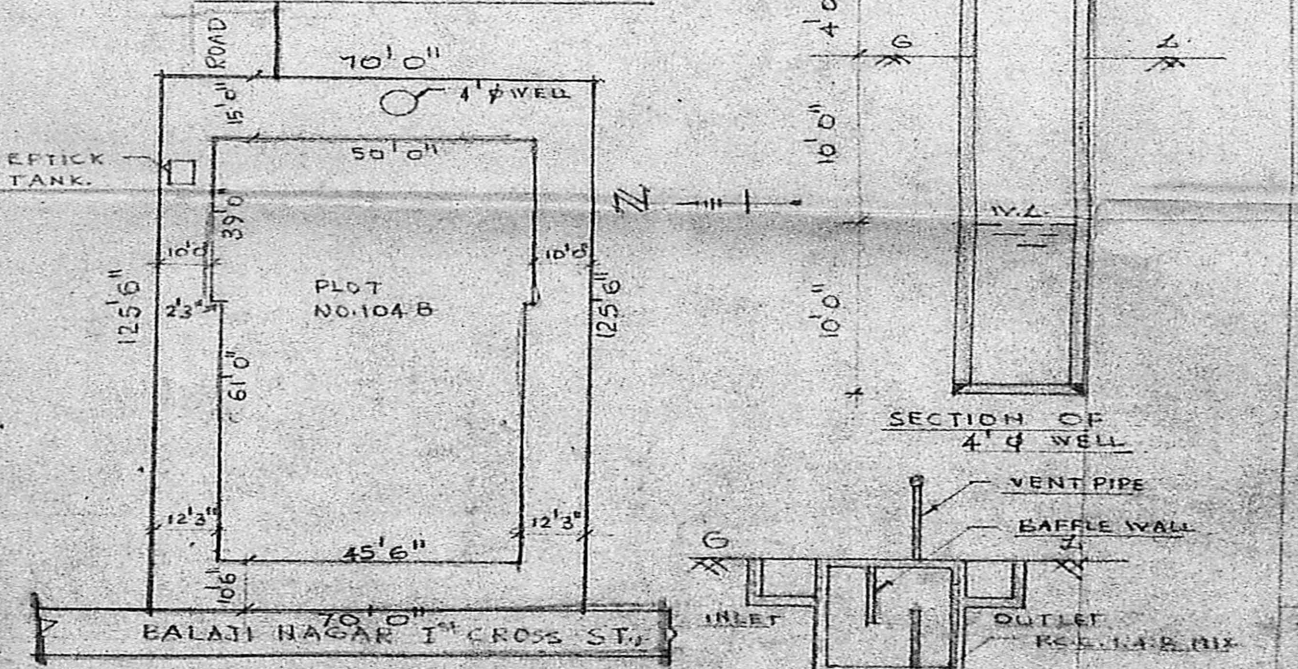 ROAD
70'0"
4' ϕ WELL
15'0"
50'0"
EPTICK
TANK.
39'0"
10'0"
10'0"
N
125'6"
PLOT
NO.104 B
125'6"
2'3"
61'0"
12'3"
12'3"
45'6"
10'6"
70'0"
BALAJI NAGAR Ist CROSS ST.,
G
L
10'0"
W.L.
10'0"
SECTION OF
4' ϕ WELL
VENT PIPE
BAFFLE WALL
G
L
INLET
OUTLET
MIX